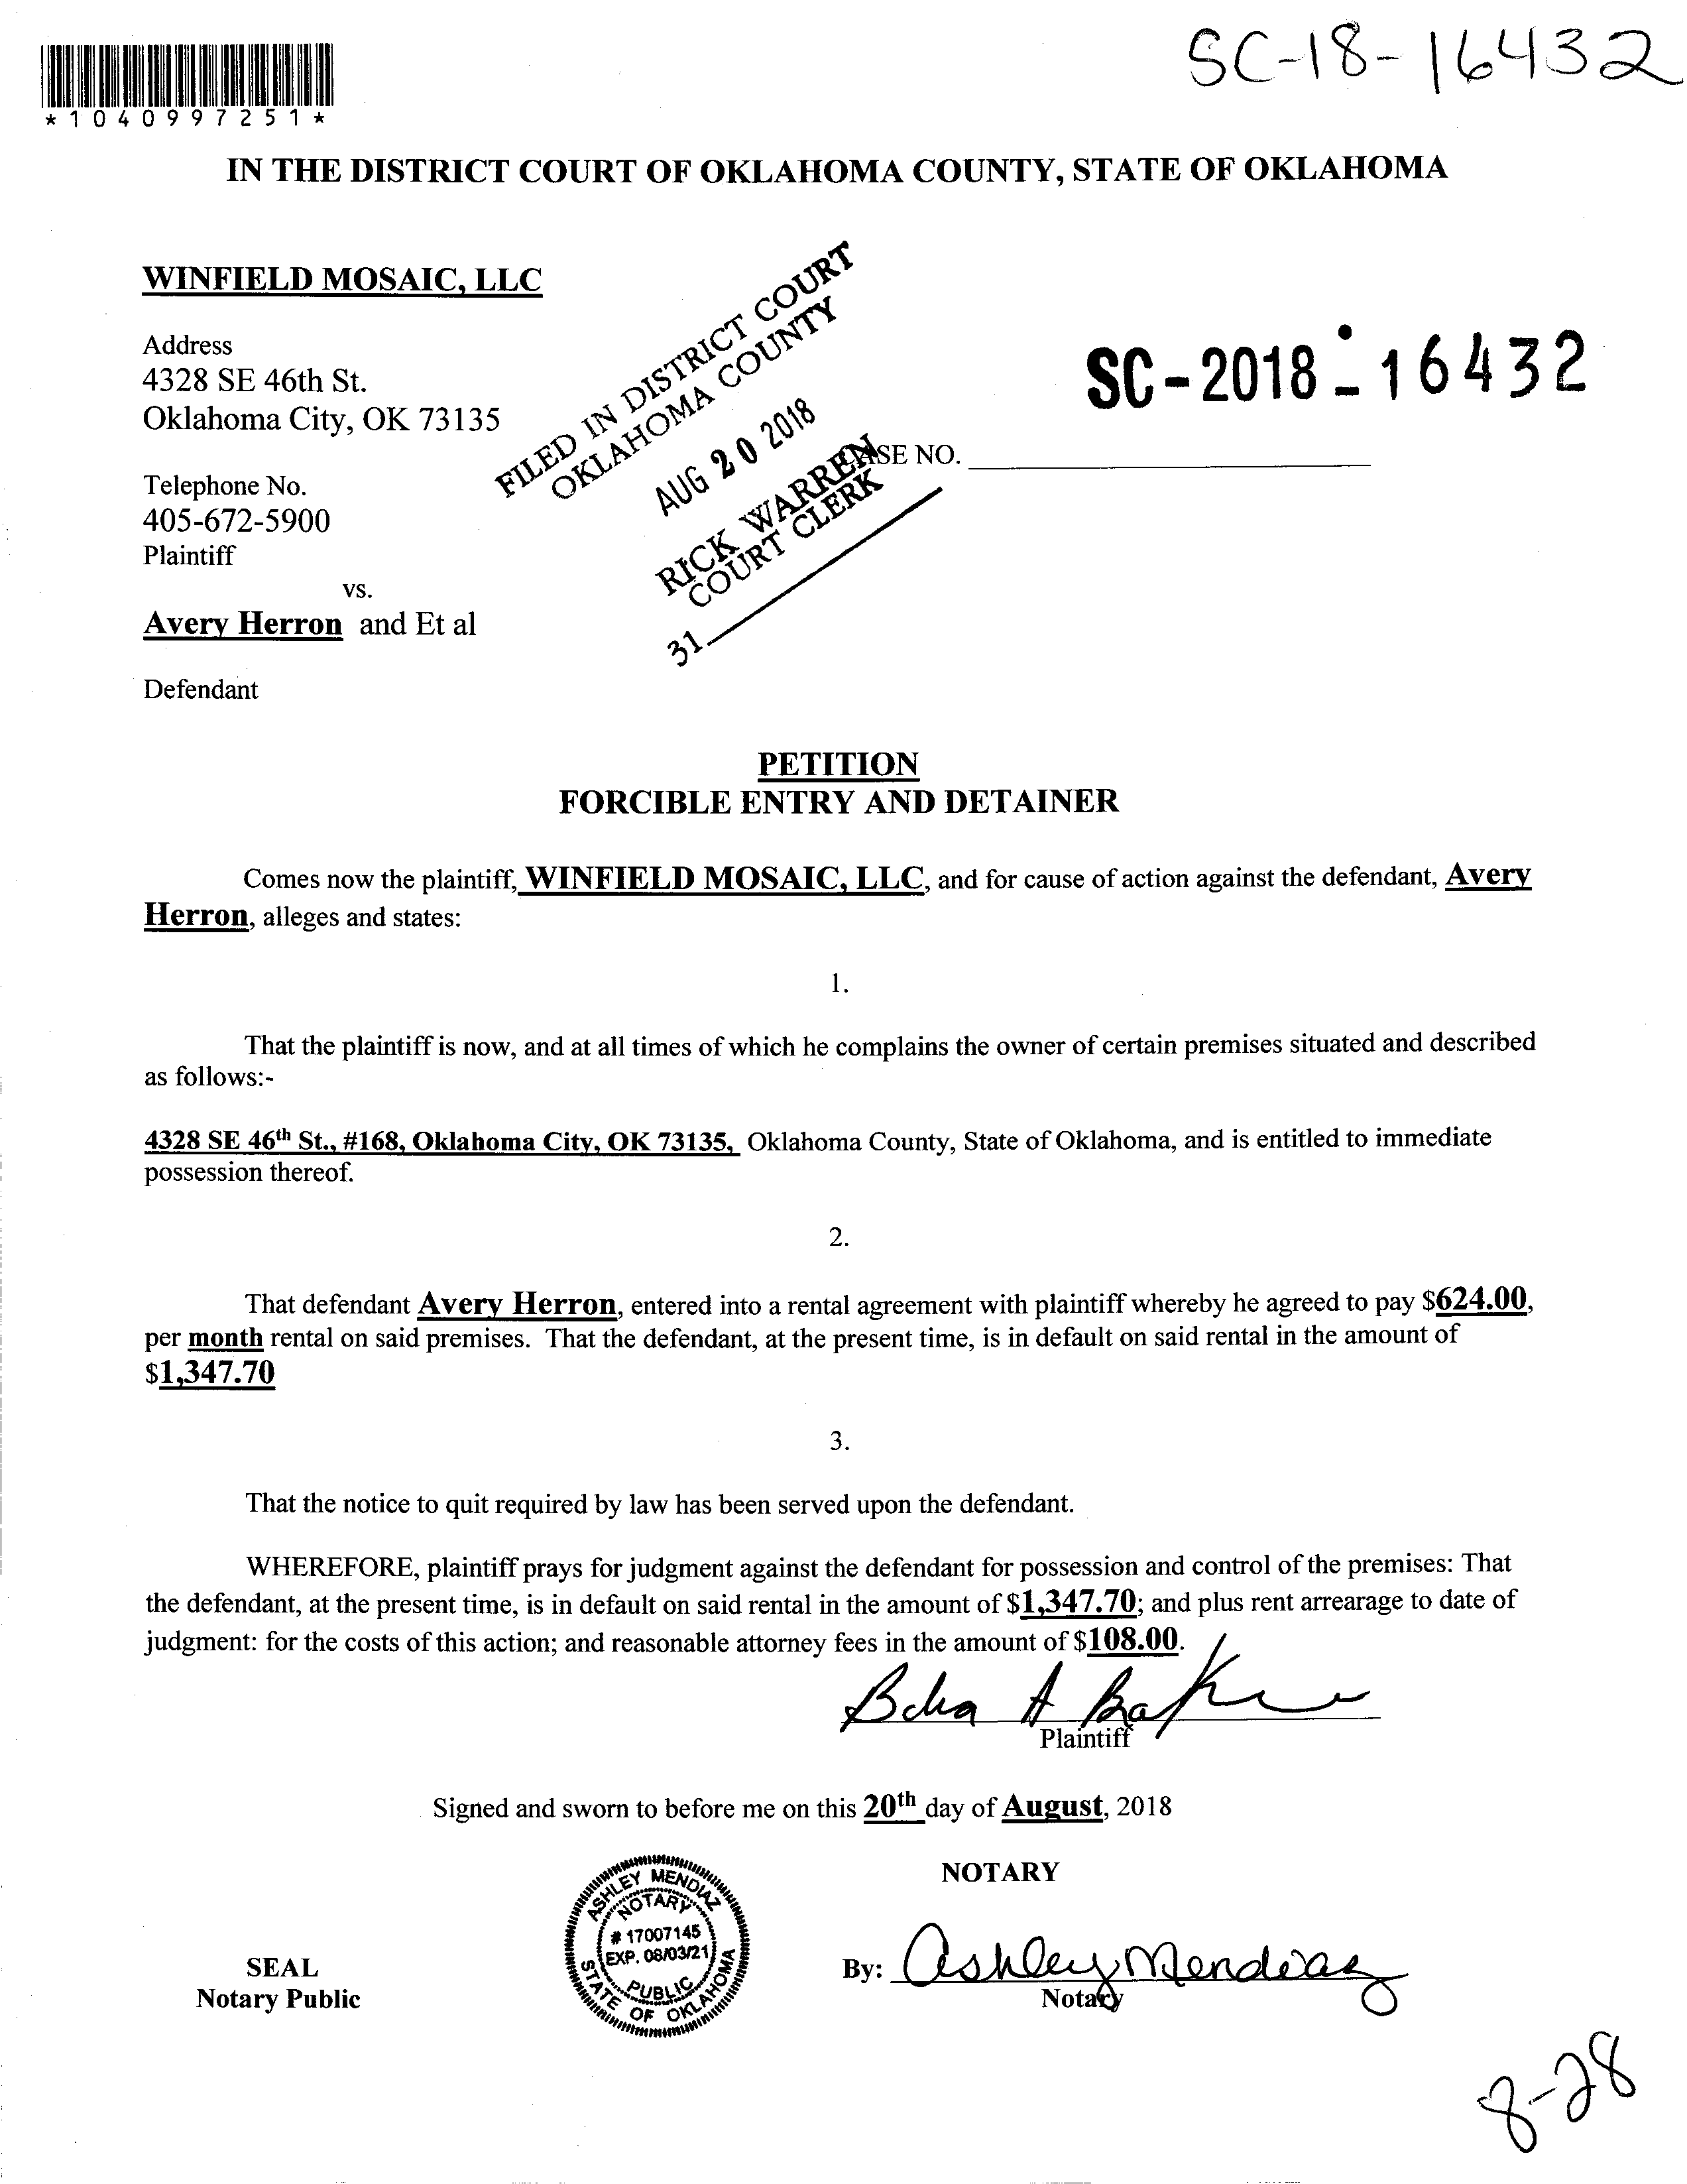 SC-18-16432
*1040997251*
IN THE DISTRICT COURT OF OKLAHOMA COUNTY, STATE OF OKLAHOMA
WINFIELD MOSAIC, LLC
Address
4328 SE 46th St.
Oklahoma City, OK 73135
Telephone No.
405-672-5900
Plaintiff
vs.
Avery Herron and Et al
Defendant
FILED IN DISTRICT COURT
OKLAHOMA COUNTY
AUG 20 2018
RICK WARREN
COURT CLERK
31
SC-2018-16432
CASE NO.
PETITION
FORCIBLE ENTRY AND DETAINER
Comes now the plaintiff, WINFIELD MOSAIC, LLC, and for cause of action against the defendant, Avery
Herron, alleges and states:
1.
That the plaintiff is now, and at all times of which he complains the owner of certain premises situated and described
as follows:-
4328 SE 46th St., #168, Oklahoma City, OK 73135, Oklahoma County, State of Oklahoma, and is entitled to immediate
possession thereof.
2.
That defendant Avery Herron, entered into a rental agreement with plaintiff whereby he agreed to pay $624.00,
per month rental on said premises. That the defendant, at the present time, is in default on said rental in the amount of
$1,347.70
3.
That the notice to quit required by law has been served upon the defendant.
WHEREFORE, plaintiff prays for judgment against the defendant for possession and control of the premises: That
the defendant, at the present time, is in default on said rental in the amount of $1,347.70; and plus rent arrearage to date of
judgment: for the costs of this action; and reasonable attorney fees in the amount of $108.00.
A
Plaintiff
Signed and sworn to before me on this 20th day of August, 2018
NOTARY
ASHLEY MENDIAZ
NOTARY
# 17007145
EXP. 08/03/21
PUBLIC
STATE OF OKLAHOMA
SEAL
Notary Public
By: Ashley Mendiaz
Notary
8-28